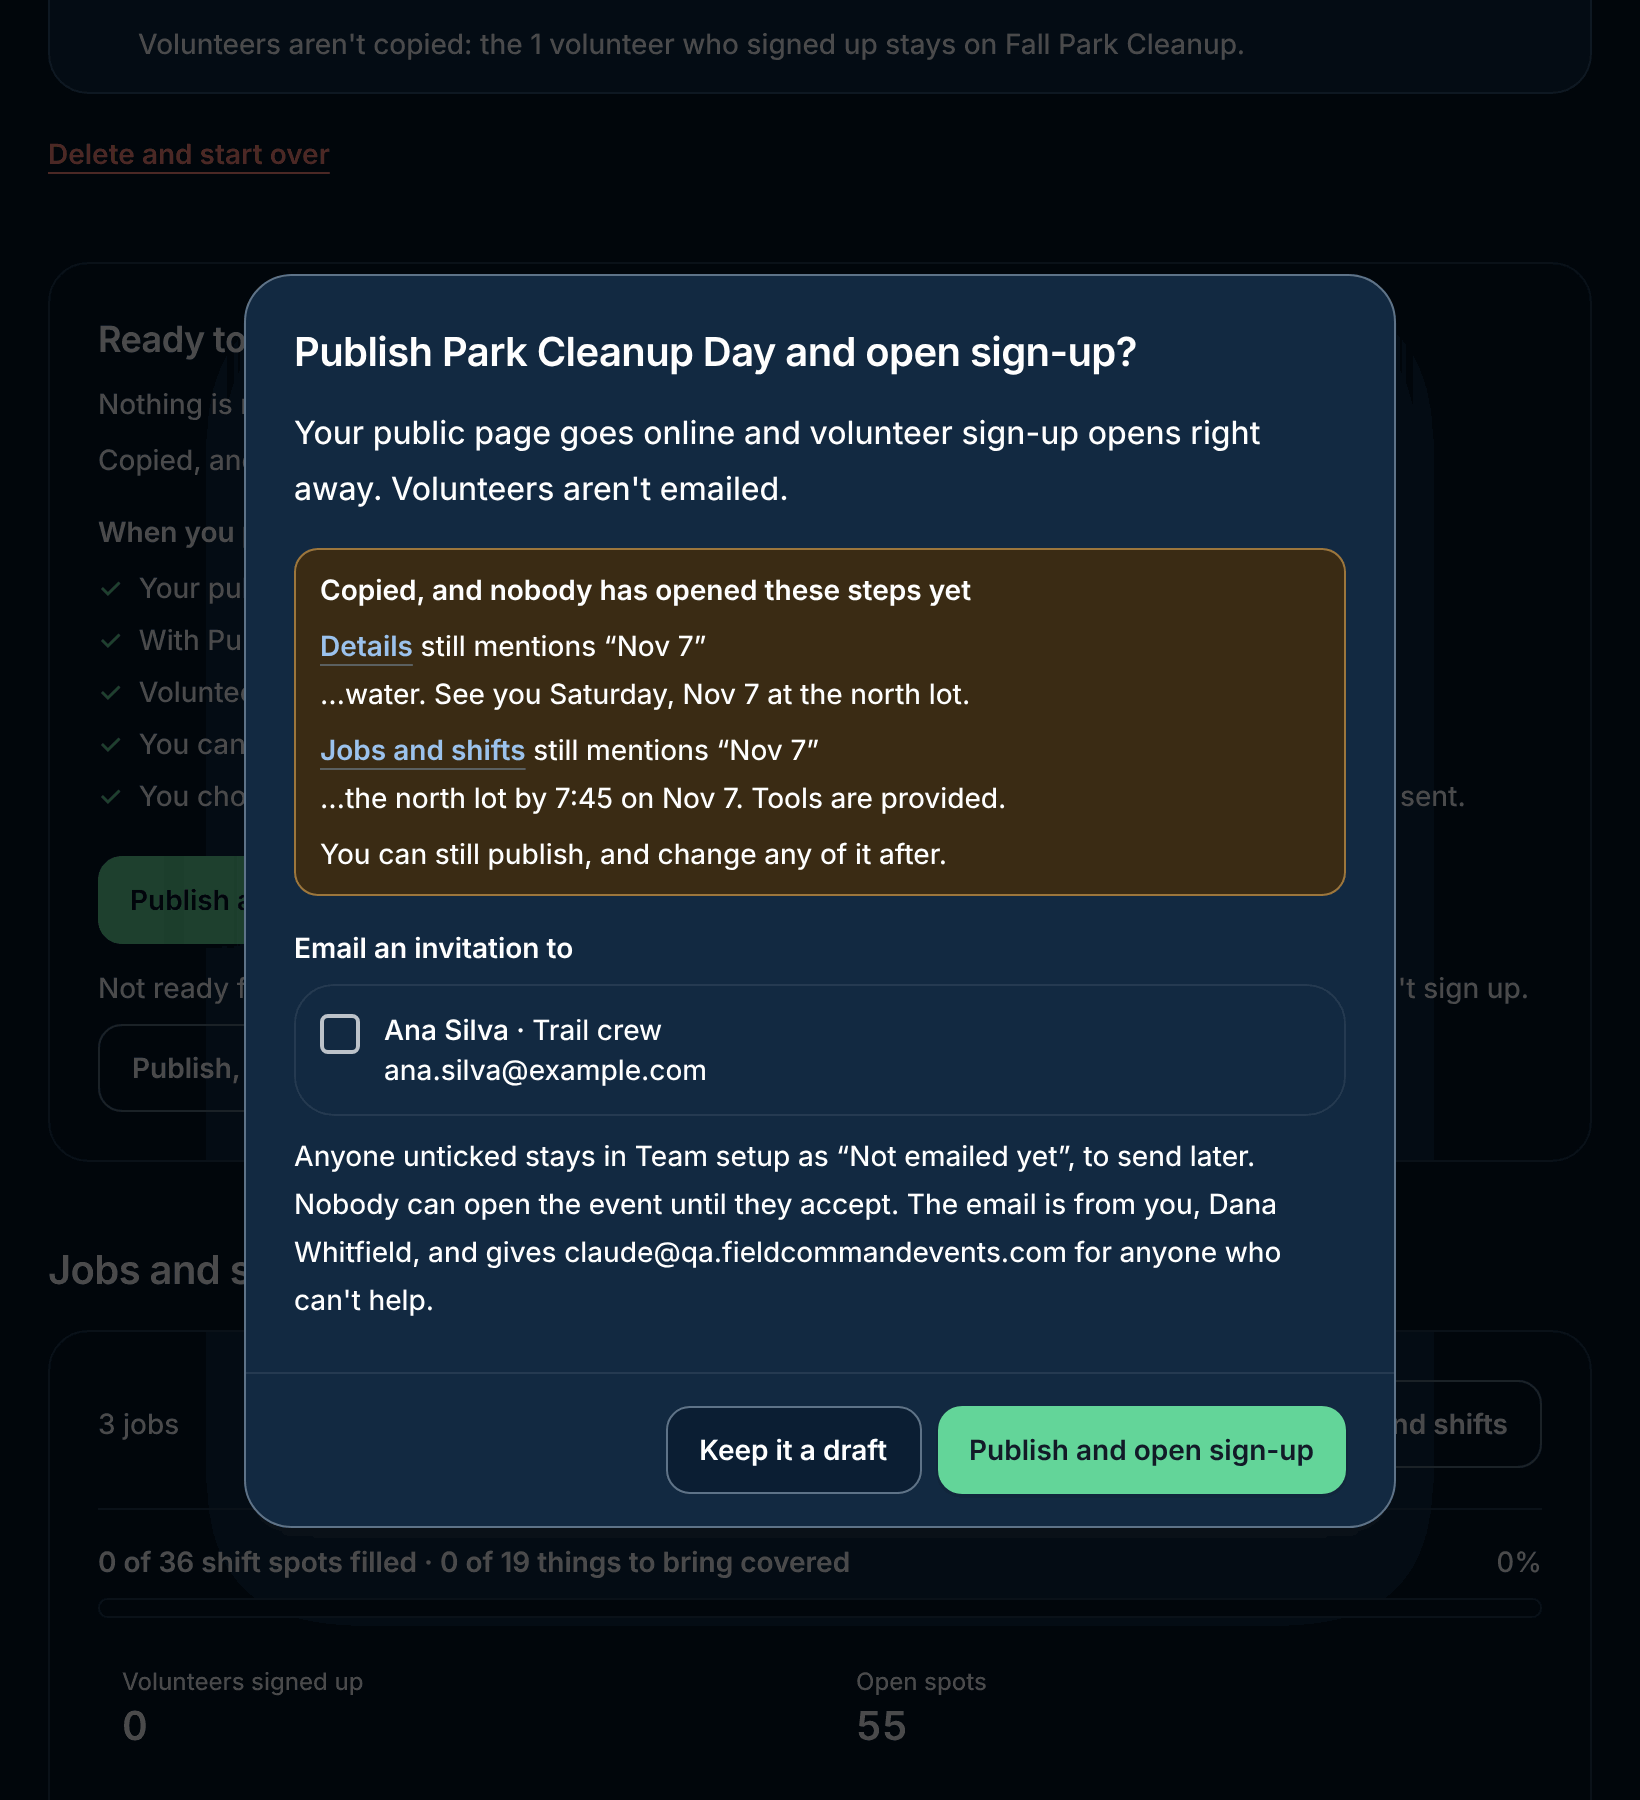 Volunteers aren't copied: the 1 volunteer who signed up stays on Fall Park Cleanup.
Delete and start over
Ready to
Nothing is
Copied, and
When you
Your pu
With Pu
Voluntee
You can
You cho
sent.
Publish a
Not ready f
't sign up.
Publish,
Publish Park Cleanup Day and open sign-up?
Your public page goes online and volunteer sign-up opens right
away. Volunteers aren't emailed.
Copied, and nobody has opened these steps yet
Details still mentions “Nov 7”
…water. See you Saturday, Nov 7 at the north lot.
Jobs and shifts still mentions “Nov 7”
…the north lot by 7:45 on Nov 7. Tools are provided.
You can still publish, and change any of it after.
Email an invitation to
Ana Silva · Trail crew
ana.silva@example.com
Anyone unticked stays in Team setup as “Not emailed yet”, to send later.
Nobody can open the event until they accept. The email is from you, Dana
Whitfield, and gives claude@qa.fieldcommandevents.com for anyone who
can't help.
Keep it a draft
Publish and open sign-up
Jobs and s
3 jobs
nd shifts
0 of 36 shift spots filled · 0 of 19 things to bring covered
0%
Volunteers signed up
0
Open spots
55